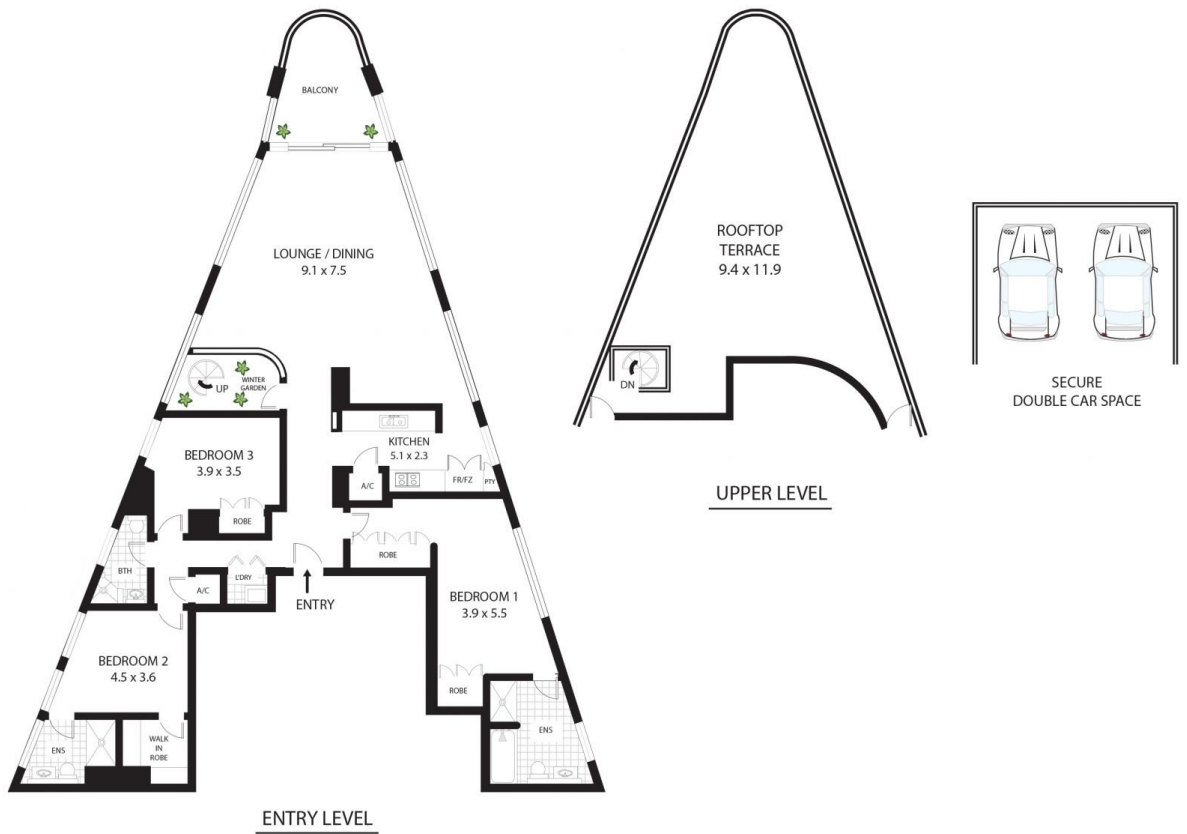 BALCONY
LOUNGE / DINING
9.1 x 7.5
UP
WINTER
GARDEN
KITCHEN
5.1 x 2.3
A/C
FR/FZ
PTY
BEDROOM 3
3.9 x 3.5
ROBE
ROBE
BTH
A/C
L'DRY
ENTRY
BEDROOM 1
3.9 x 5.5
BEDROOM 2
4.5 x 3.6
ROBE
ENS
WALK
IN
ROBE
ENS
ENTRY LEVEL
ROOFTOP
TERRACE
9.4 x 11.9
DN
UPPER LEVEL
SECURE
DOUBLE CAR SPACE